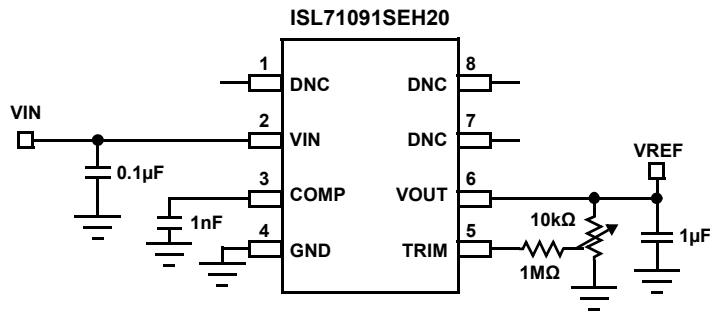 ISL71091SEH20
1
DNC
8
DNC
VIN
2
VIN
7
DNC
VREF
0.1µF
3
COMP
6
VOUT
1nF
10kΩ
1µF
4
GND
5
TRIM
1MΩ